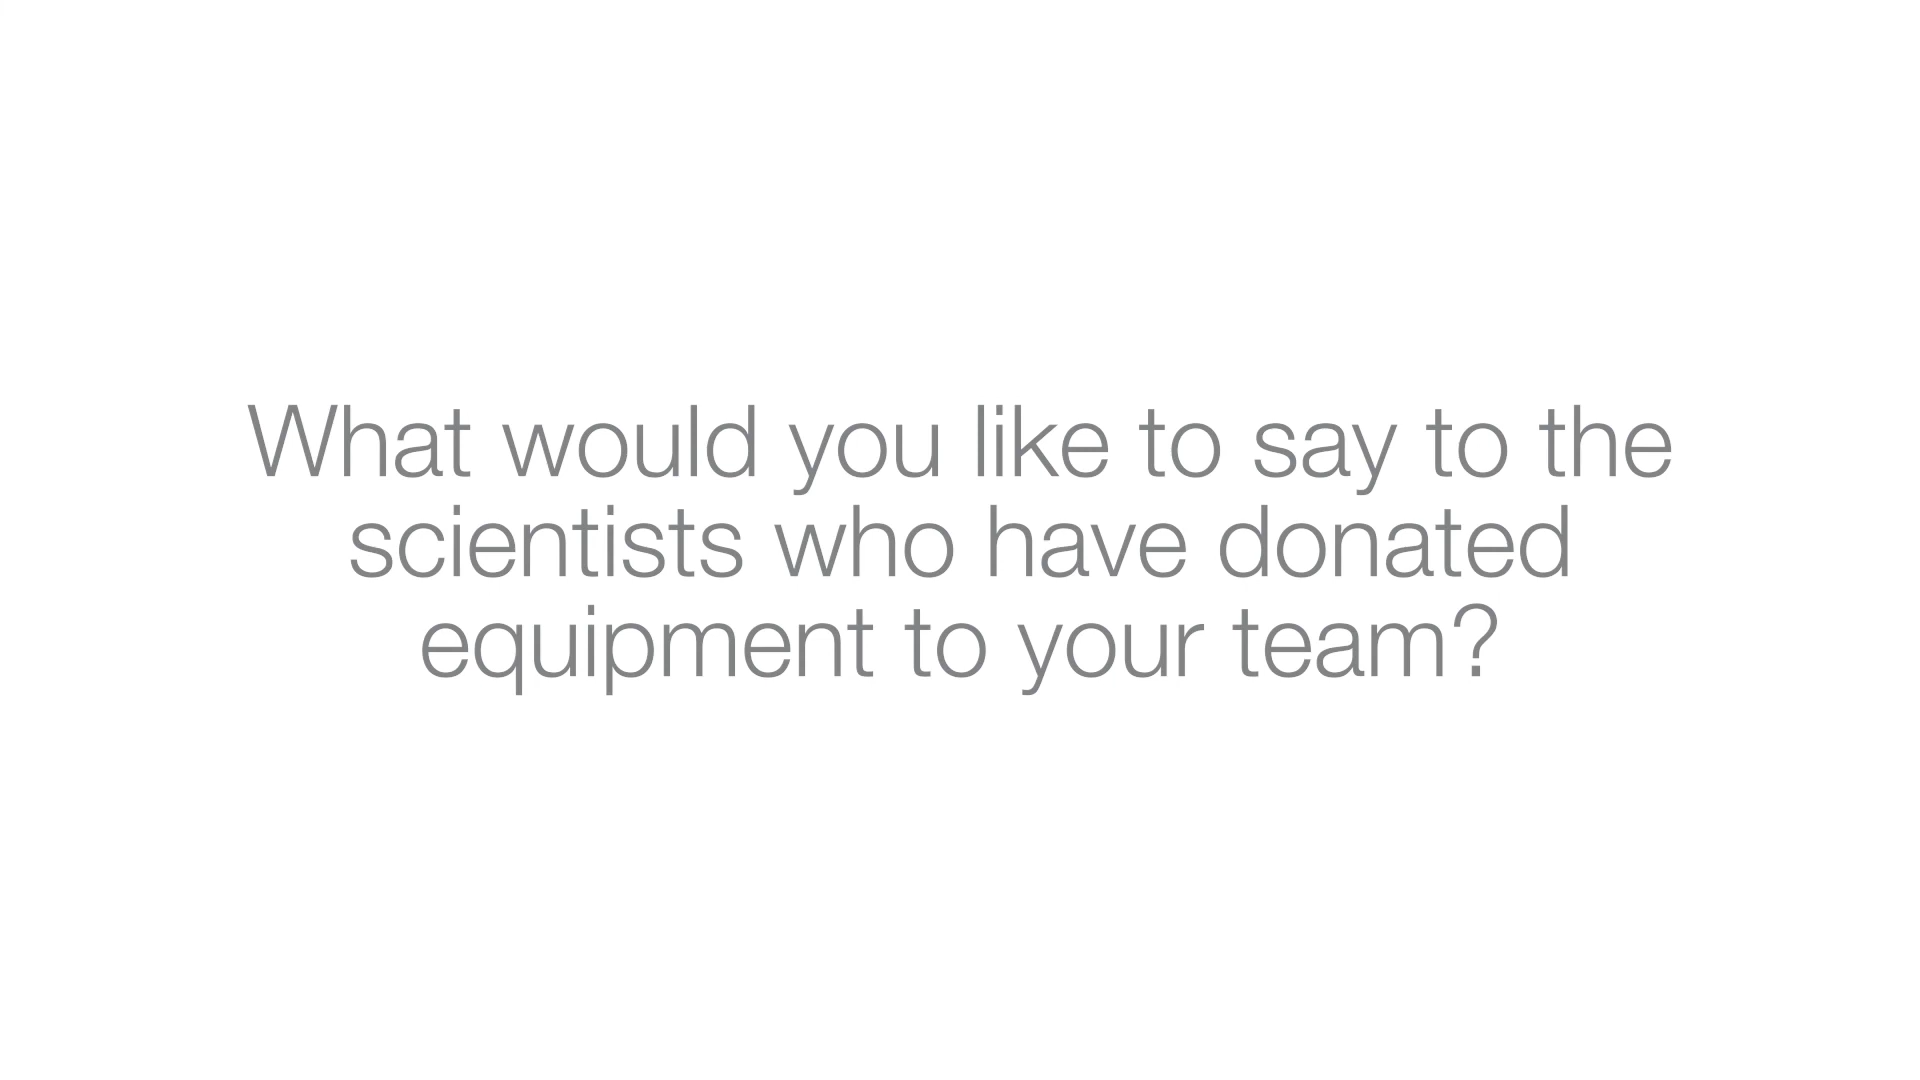 What would you like to say to the
scientists who have donated
equipment to your team?